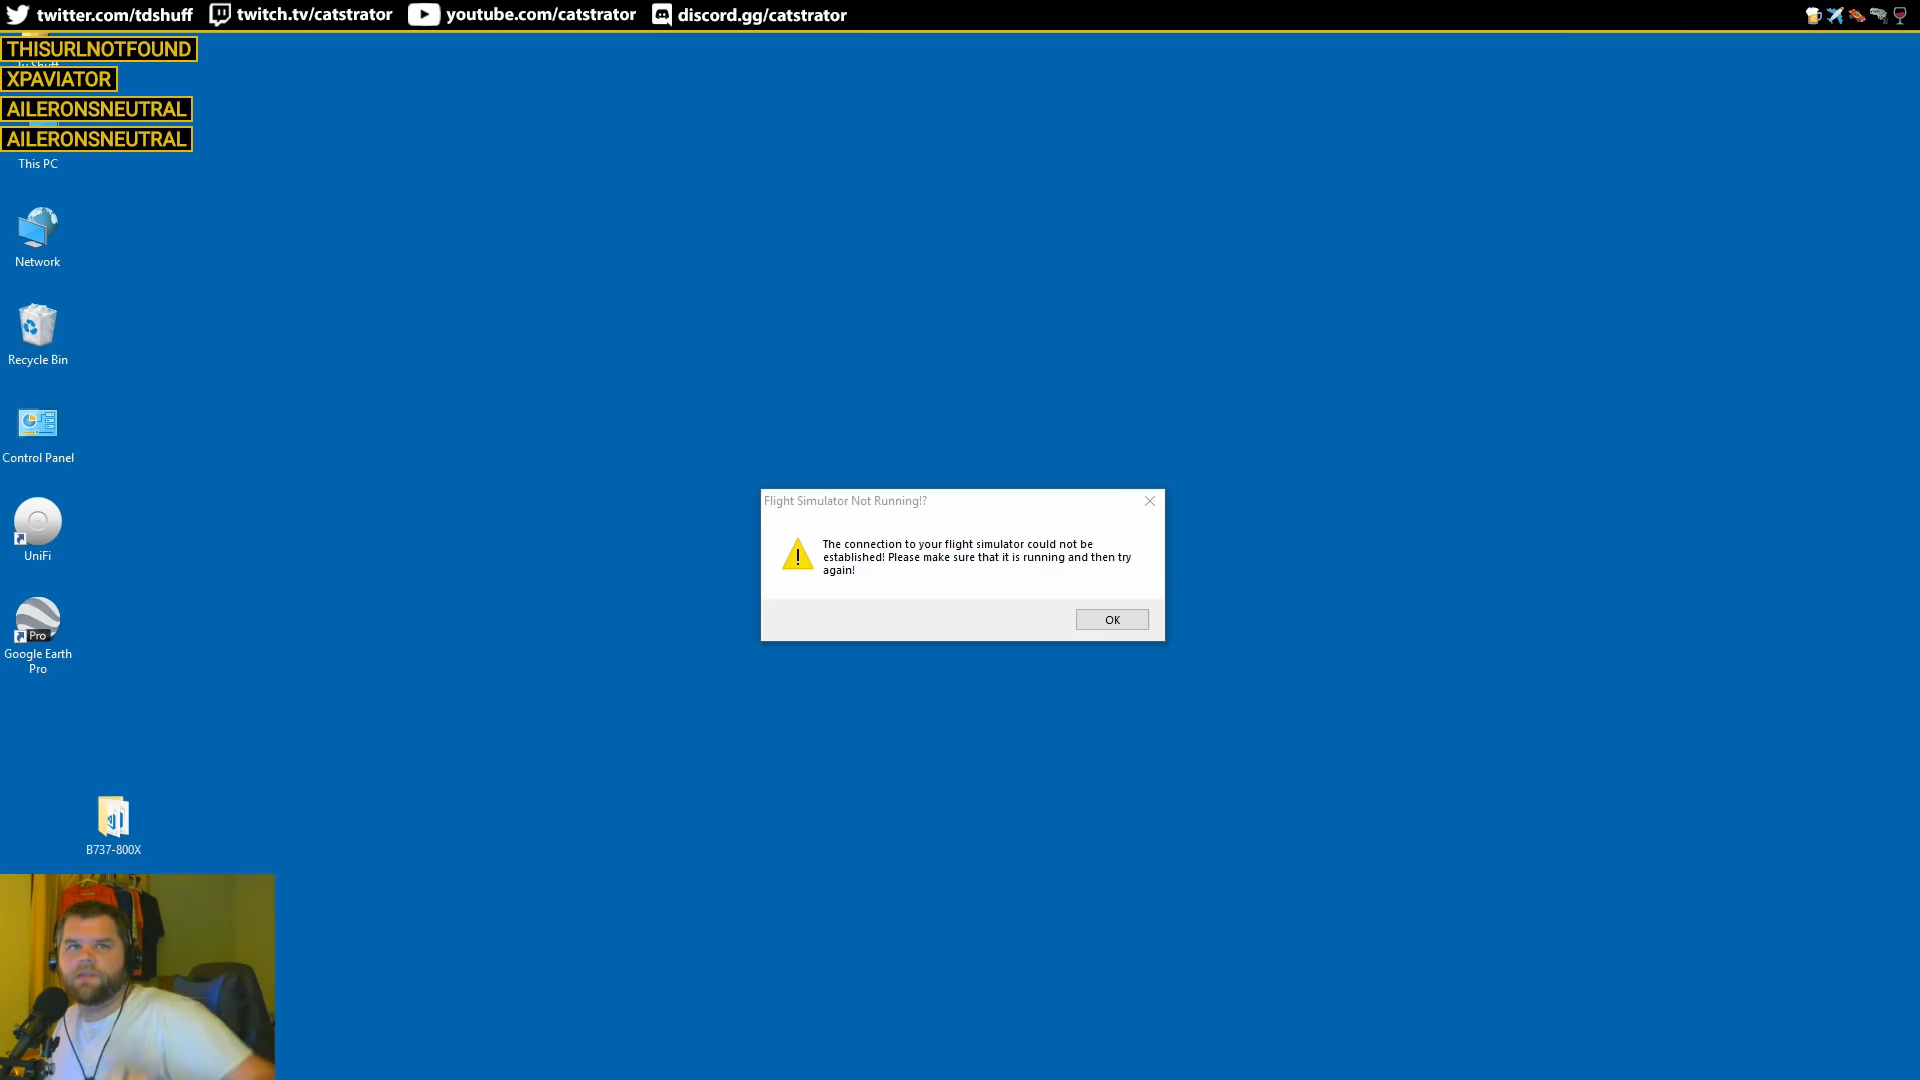 twitter.com/tdshuff twitch.tv/catstrator youtube.com/catstrator discord.gg/catstrator
THISURLNOTFOUND
XPAVIATOR
AILERONSNEUTRAL
AILERONSNEUTRAL
This PC
Network
Recycle Bin
Control Panel
UniFi
Pro
Google Earth
Pro
B737-800X
Flight Simulator Not Running!?
The connection to your flight simulator could not be
established! Please make sure that it is running and then try
again!
OK